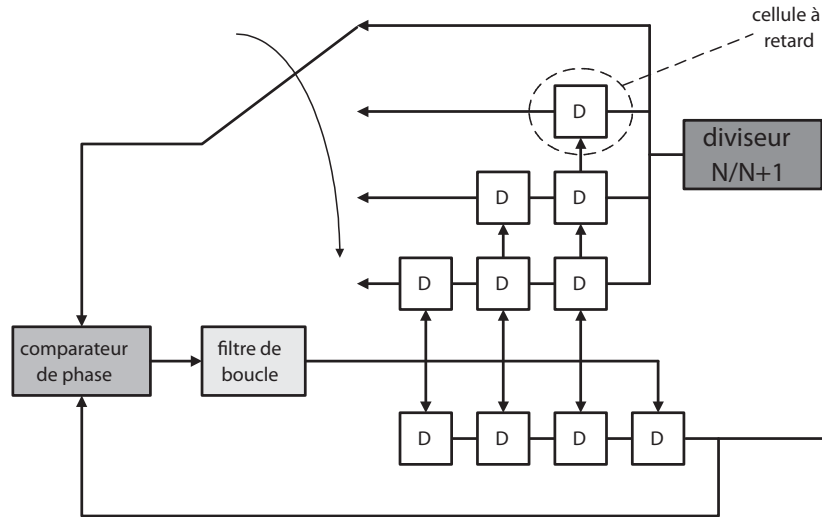 cellule à
retard
D
diviseur
N/N+1
D
D
D
D
D
comparateur
de phase
filtre de
boucle
D
D
D
D